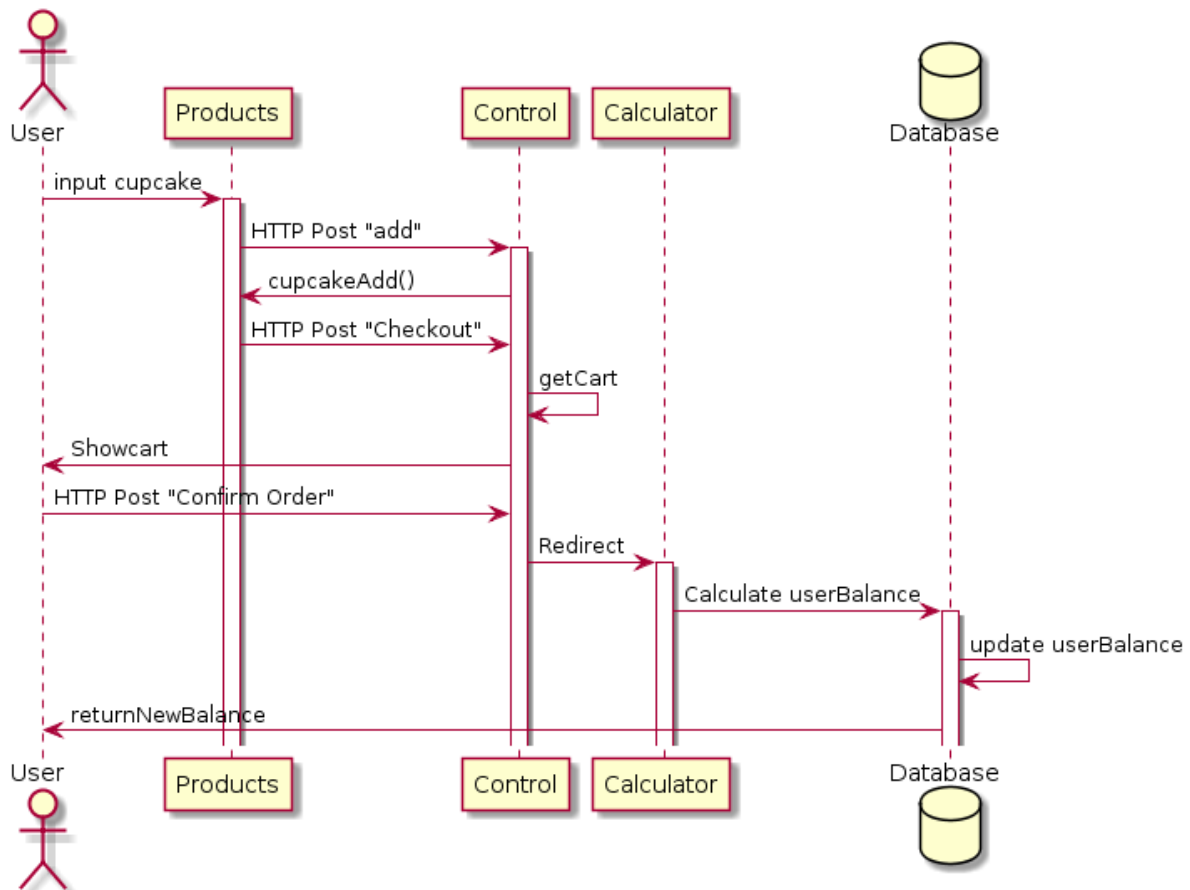 User
Products
Control
Calculator
Database
input cupcake
HTTP Post "add"
cupcakeAdd()
HTTP Post "Checkout"
getCart
Showcart
HTTP Post "Confirm Order"
Redirect
Calculate userBalance
update userBalance
returnNewBalance
User
Products
Control
Calculator
Database